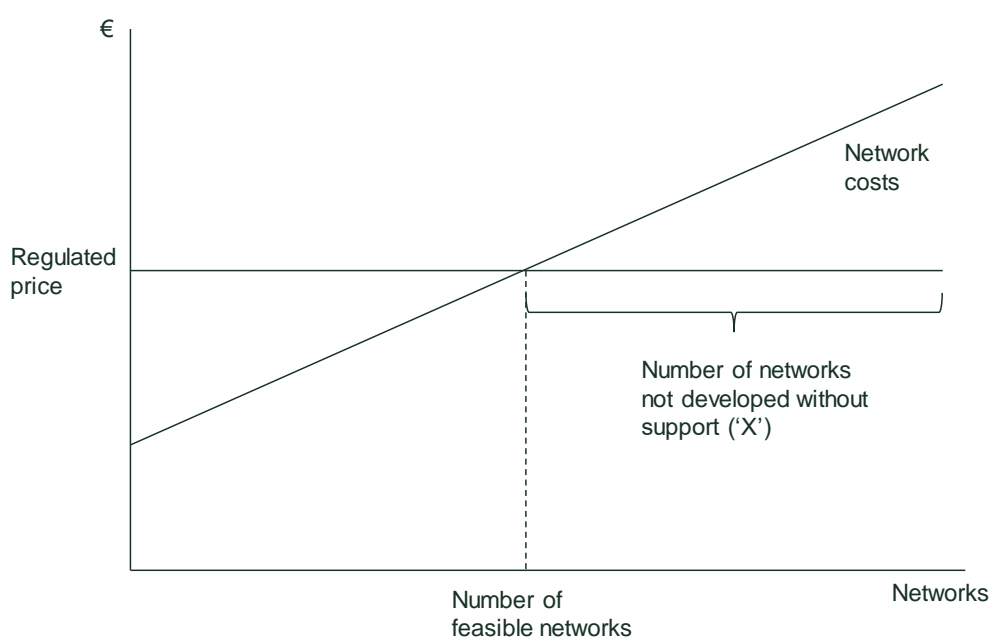 €
Network
costs
Regulated
price
Number of networks
not developed without
support (‘X’)
Networks
Number of
feasible networks